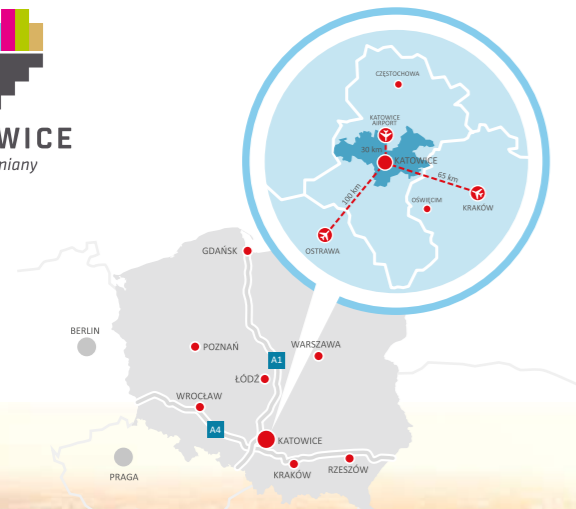 WICE
niany
CZĘSTOCHOWA
KATOWICE
AIRPORT
30 km
KATOWICE
65 km
100 km
OŚWIĘCIM
KRAKÓW
OSTRAWA
GDAŃSK
BERLIN
POZNAŃ
WARSZAWA
A1
ŁÓDŹ
WROCŁAW
A4
KATOWICE
PRAGA
KRAKÓW
RZESZÓW